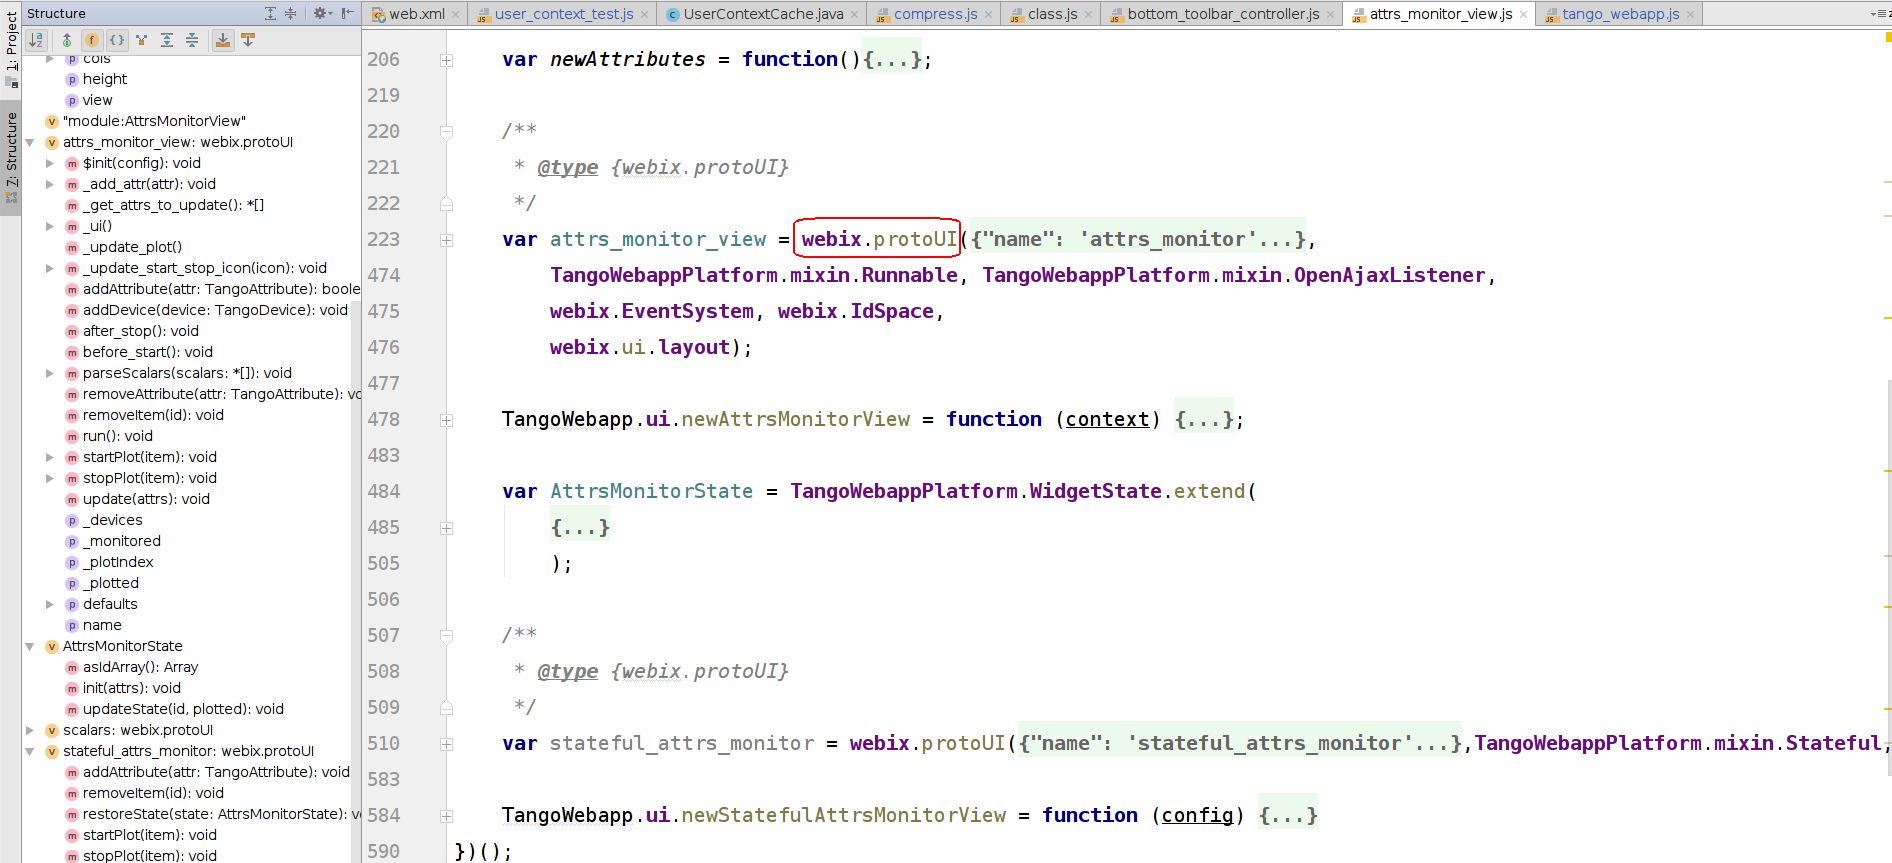 1: Project
Z: Structure
Structure
web.xml
user_context_test.js
UserContextCache.java
compress.js
class.js
bottom_toolbar_controller.js
attrs_monitor_view.js
tango_webapp.js
cols
height
view
"module:AttrsMonitorView"
attrs_monitor_view: webix.protoUI
$init(config): void
_add_attr(attr): void
_get_attrs_to_update(): *[]
_ui()
_update_plot()
_update_start_stop_icon(icon): void
addAttribute(attr: TangoAttribute): boole
addDevice(device: TangoDevice): void
after_stop(): void
before_start(): void
parseScalars(scalars: *[]): void
removeAttribute(attr: TangoAttribute): vo
removeItem(id): void
run(): void
startPlot(item): void
stopPlot(item): void
update(attrs): void
_devices
_monitored
_plotIndex
_plotted
defaults
name
AttrsMonitorState
asIdArray(): Array
init(attrs): void
updateState(id, plotted): void
scalars: webix.protoUI
stateful_attrs_monitor: webix.protoUI
addAttribute(attr: TangoAttribute): void
removeItem(id): void
restoreState(state: AttrsMonitorState): v
startPlot(item): void
stopPlot(item): void
206 var newAttributes = function(){...};
219
220 /**
221 * @type {webix.protoUI}
222 */
223 var attrs_monitor_view = webix.protoUI({"name": 'attrs_monitor'...},
474 TangoWebappPlatform.mixin.Runnable, TangoWebappPlatform.mixin.OpenAjaxListener,
475 webix.EventSystem, webix.IdSpace,
476 webix.ui.layout);
477
478 TangoWebapp.ui.newAttrsMonitorView = function (context) {...};
483
484 var AttrsMonitorState = TangoWebappPlatform.WidgetState.extend(
485 {...}
505 );
506
507 /**
508 * @type {webix.protoUI}
509 */
510 var stateful_attrs_monitor = webix.protoUI({"name": 'stateful_attrs_monitor'...},TangoWebappPlatform.mixin.Stateful,
583
584 TangoWebapp.ui.newStatefulAttrsMonitorView = function (config) {...}
590 })();